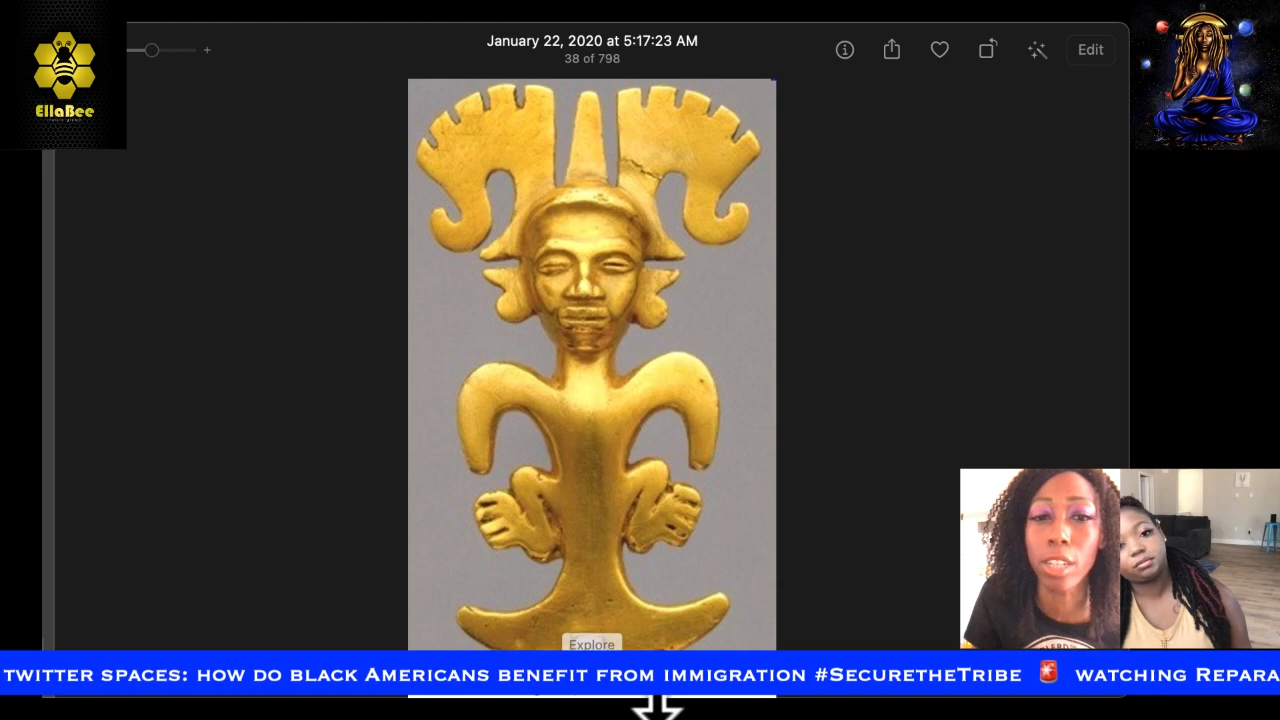 January 22, 2020 at 5:17:23 AM
38 of 798
Edit
EllaBee
Explore
TWITTER SPACES: HOW DO BLACK AMERICANS BENEFIT FROM IMMIGRATION #SECURETHETRIBE 🚨 WATCHING REPARA